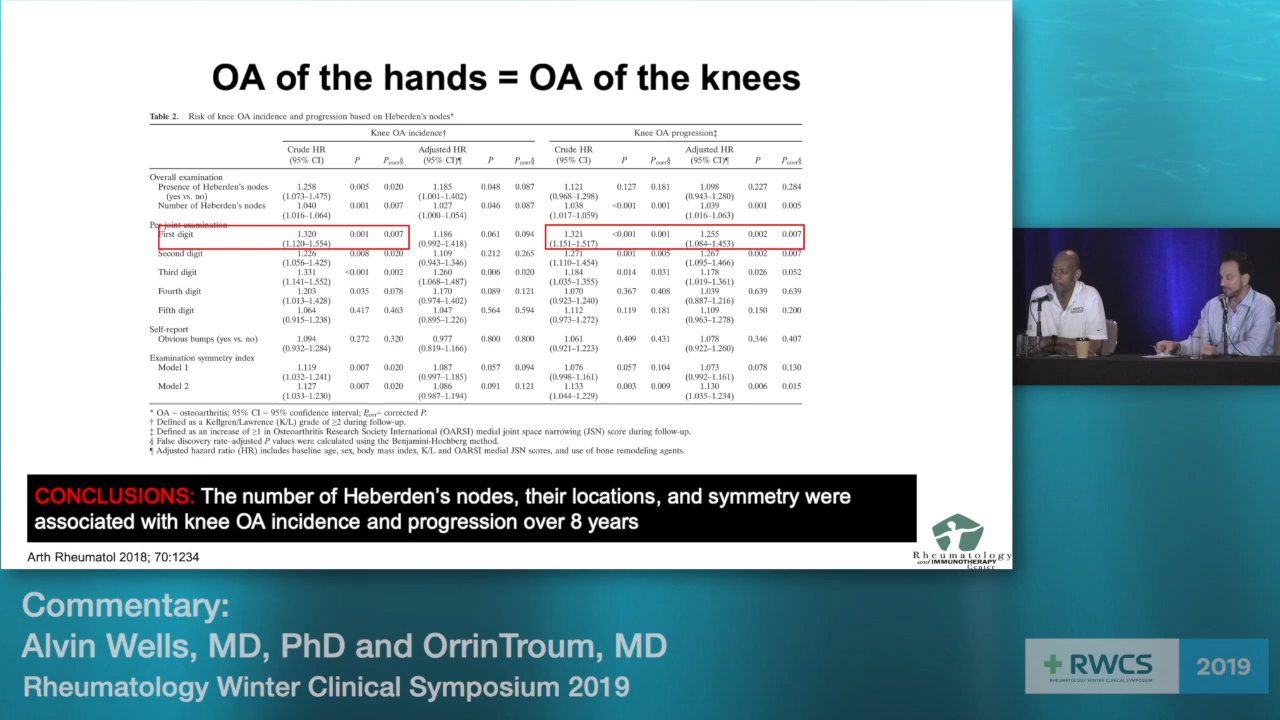 OA of the hands = OA of the knees
Table 2. Risk of knee OA incidence and progression based on Heberden's nodes*
Knee OA incidence† Knee OA progression‡
Crude HR Adjusted HR Crude HR Adjusted HR
(95% CI) P Pcorr§ (95% CI)¶ P Pcorr§ (95% CI) P Pcorr§ (95% CI)¶ P Pcorr§
Overall examination
Presence of Heberden's nodes 1.258 0.005 0.020 1.185 0.048 0.087 1.121 0.127 0.181 1.098 0.227 0.284
(yes vs. no) (1.073–1.475) (1.001–1.402) (0.968–1.298) (0.943–1.280)
Number of Heberden's nodes 1.040 0.001 0.007 1.027 0.046 0.087 1.038 <0.001 0.001 1.039 0.001 0.005
(1.016–1.064) (1.000–1.054) (1.017–1.059) (1.016–1.063)
Per joint examination
First digit 1.320 0.001 0.007 1.186 0.061 0.094 1.321 <0.001 0.001 1.255 0.002 0.007
(1.120–1.554) (0.992–1.418) (1.151–1.517) (1.084–1.453)
Second digit 1.226 0.008 0.020 1.109 0.212 0.265 1.271 0.001 0.005 1.267 0.002 0.007
(1.056–1.425) (0.943–1.346) (1.110–1.454) (1.095–1.466)
Third digit 1.331 <0.001 0.002 1.260 0.006 0.020 1.184 0.014 0.031 1.178 0.026 0.052
(1.141–1.552) (1.068–1.487) (1.035–1.355) (1.019–1.361)
Fourth digit 1.203 0.035 0.078 1.170 0.089 0.121 1.070 0.367 0.408 1.039 0.639 0.639
(1.013–1.428) (0.974–1.402) (0.923–1.240) (0.887–1.216)
Fifth digit 1.064 0.417 0.463 1.047 0.564 0.594 1.112 0.119 0.181 1.109 0.150 0.200
(0.915–1.238) (0.895–1.226) (0.973–1.272) (0.963–1.278)
Self-report
Obvious bumps (yes vs. no) 1.094 0.272 0.320 0.977 0.800 0.800 1.061 0.409 0.431 1.078 0.346 0.407
(0.932–1.284) (0.819–1.166) (0.921–1.223) (0.922–1.260)
Examination symmetry index
Model 1 1.119 0.007 0.020 1.087 0.057 0.094 1.076 0.057 0.104 1.073 0.078 0.130
(1.032–1.241) (0.997–1.185) (0.998–1.161) (0.992–1.161)
Model 2 1.127 0.007 0.020 1.086 0.091 0.121 1.133 0.003 0.009 1.130 0.006 0.015
(1.033–1.230) (0.987–1.194) (1.044–1.229) (1.035–1.234)
* OA = osteoarthritis; 95% CI = 95% confidence interval; Pcorr= corrected P.
† Defined as a Kellgren/Lawrence (K/L) grade of ≥2 during follow-up.
‡ Defined as an increase of ≥1 in Osteoarthritis Research Society International (OARSI) medial joint space narrowing (JSN) score during follow-up.
§ False discovery rate–adjusted P values were calculated using the Benjamini-Hochberg method.
¶ Adjusted hazard ratio (HR) includes baseline age, sex, body mass index, K/L and OARSI medial JSN scores, and use of bone remodeling agents.
CONCLUSIONS: The number of Heberden's nodes, their locations, and symmetry were
associated with knee OA incidence and progression over 8 years
Arth Rheumatol 2018; 70:1234
Rheumatology
and IMMUNOTHERAPY
Center
Commentary:
Alvin Wells, MD, PhD and OrrinTroum, MD
Rheumatology Winter Clinical Symposium 2019
RWCS
RHEUMATOLOGY WINTER CLINICAL SYMPOSIUM
2019